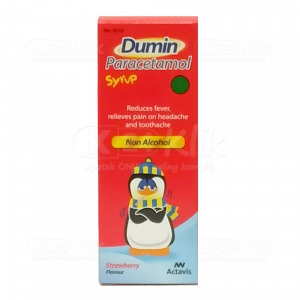 Dumin
Paracetamol
Syrup
Reduces fever,
relieves pain on headache
and toothache
Non Alcohol
Strawberry
Flavour
Actavis